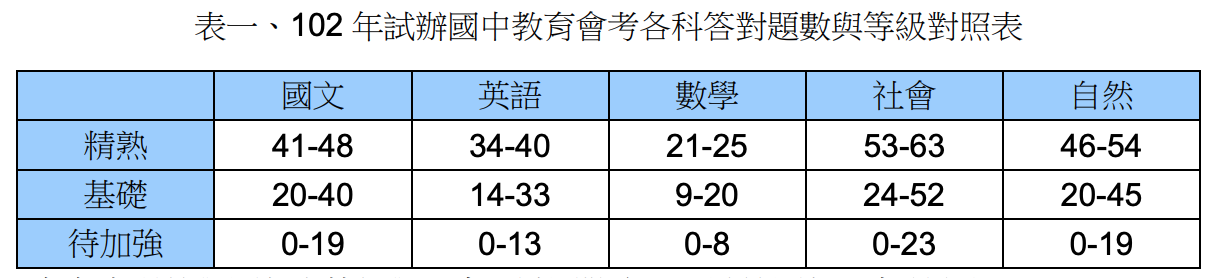 表一、102 年試辦國中教育會考各科答對題數與等級對照表
國文 英語 數學 社會 自然
精熟 41-48 34-40 21-25 53-63 46-54
基礎 20-40 14-33 9-20 24-52 20-45
待加強 0-19 0-13 0-8 0-23 0-19